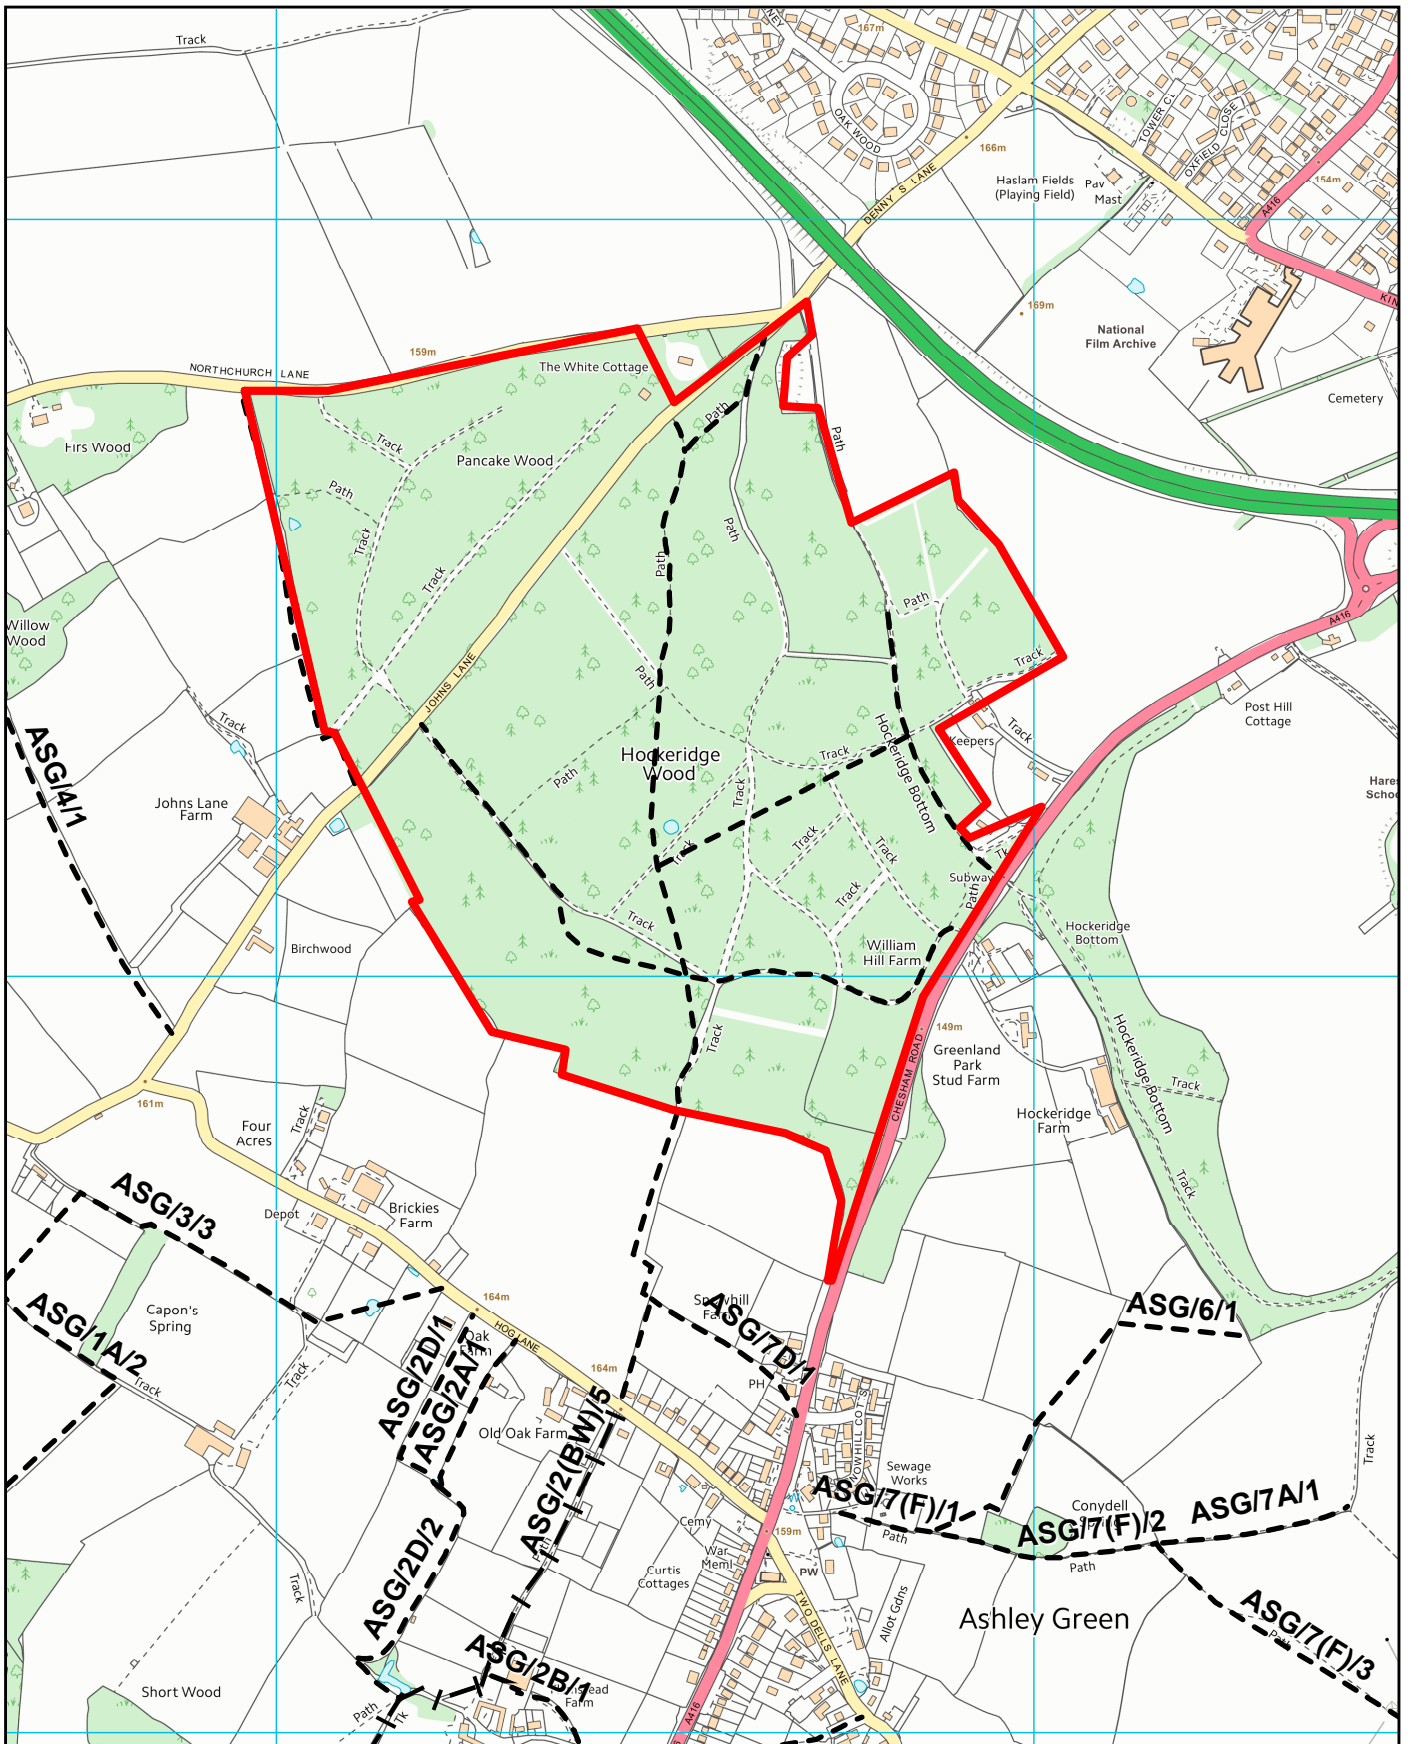 Track
167m
OAK WOOD
TOWER
OXFIELD CLOSE
166m
Haslam Fields
(Playing Field)
Pav
Mast
154m
A416
DENNY'S LANE
169m
National
Film Archive
KIN
159m
NORTHCHURCH LANE
The White Cottage
Cemetery
Firs Wood
Path
Path
Track
Pancake Wood
Path
Track
Path
Path
Track
Path
A416
Willow
Wood
JOHNS LANE
Path
Track
Track
Track
Keepers
Post Hill
Cottage
ASG/4/1
Hockeridge
Wood
Track
Hockeridge Bottom
Path
Track
Johns Lane
Farm
Track
Track
Track
Tk
Subway
Path
Track
Track
William
Hill Farm
Hockeridge
Bottom
Birchwood
149m
Track
Greenland
Park
Stud Farm
Hockeridge Bottom
Track
CHESHAM ROAD
Hockeridge
Farm
161m
Four
Acres
Track
Track
ASG/3/3
Brickies
Farm
Depot
Capon's
Spring
ASG/1A/2
164m
ASG/6/1
ASG/7D/1
HOG LANE
Oak
Farm
ASG/2D/1
ASG/2A/1
164m
PH
Track
Track
Old Oak Farm
ASG/2(BW)/5
Sewage
Works
Track
ASG/7(F)/1
ASG/7(F)/2
ASG/7A/1
Conydell
Cemy
159m
Path
Path
War
Meml
PW
Curtis
Cottages
ASG/2D/2
Track
Allot Gdns
TWO DELLS LANE
Ashley Green
ASG/7(F)/3
ASG/2B/1
Farm
Short Wood
Path
Tk
A416